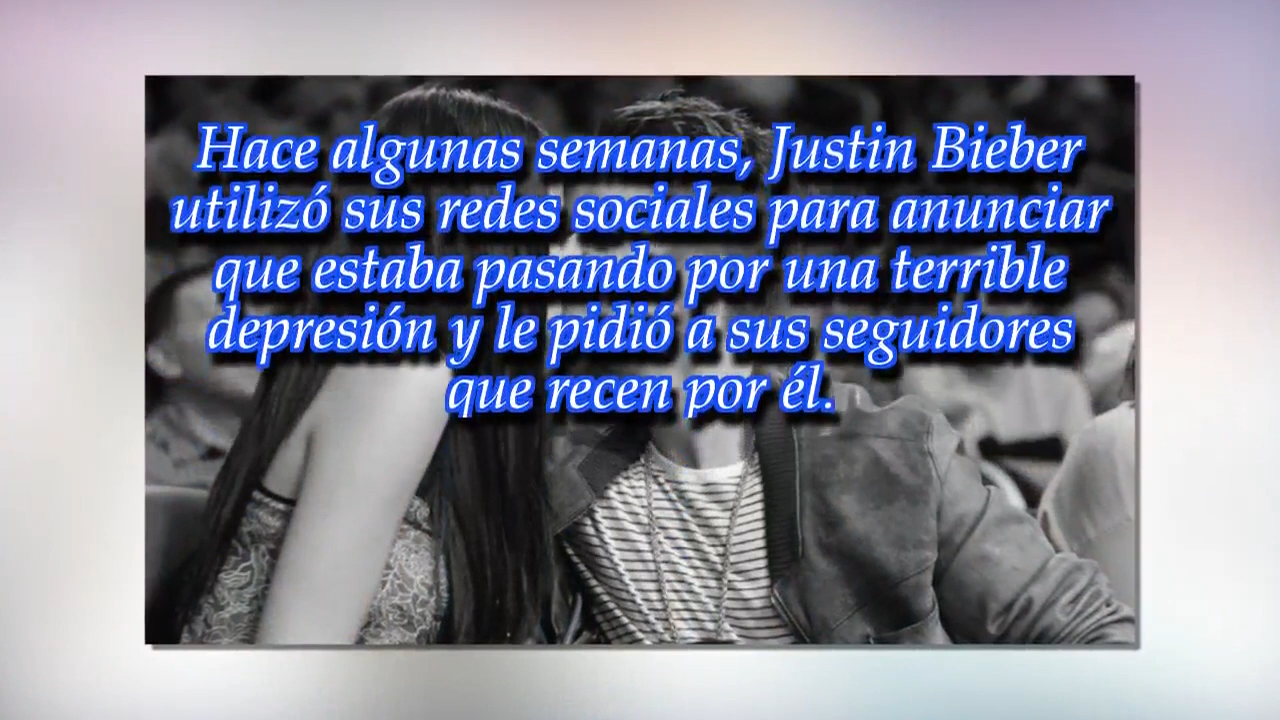 Hace algunas semanas, Justin Bieber
utilizó sus redes sociales para anunciar
que estaba pasando por una terrible
depresión y le pidió a sus seguidores
que recen por él.